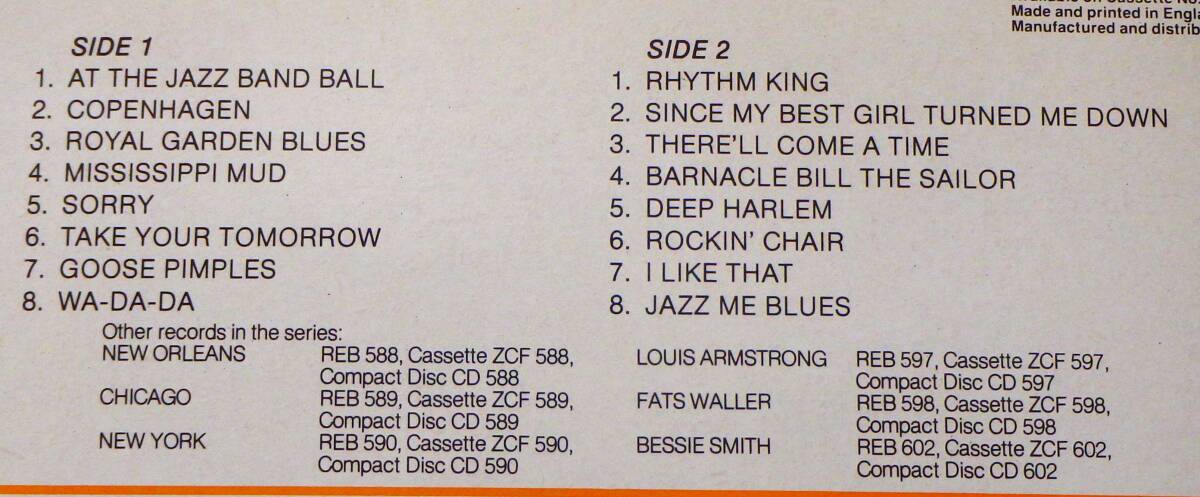 Made and printed in Engla
Manufactured and distrib
SIDE 1
1. AT THE JAZZ BAND BALL
2. COPENHAGEN
3. ROYAL GARDEN BLUES
4. MISSISSIPPI MUD
5. SORRY
6. TAKE YOUR TOMORROW
7. GOOSE PIMPLES
8. WA-DA-DA
SIDE 2
1. RHYTHM KING
2. SINCE MY BEST GIRL TURNED ME DOWN
3. THERE'LL COME A TIME
4. BARNACLE BILL THE SAILOR
5. DEEP HARLEM
6. ROCKIN' CHAIR
7. I LIKE THAT
8. JAZZ ME BLUES
Other records in the series:
NEW ORLEANS REB 588, Cassette ZCF 588,
Compact Disc CD 588
CHICAGO REB 589, Cassette ZCF 589,
Compact Disc CD 589
NEW YORK REB 590, Cassette ZCF 590,
Compact Disc CD 590
LOUIS ARMSTRONG REB 597, Cassette ZCF 597,
Compact Disc CD 597
FATS WALLER REB 598, Cassette ZCF 598,
Compact Disc CD 598
BESSIE SMITH REB 602, Cassette ZCF 602,
Compact Disc CD 602